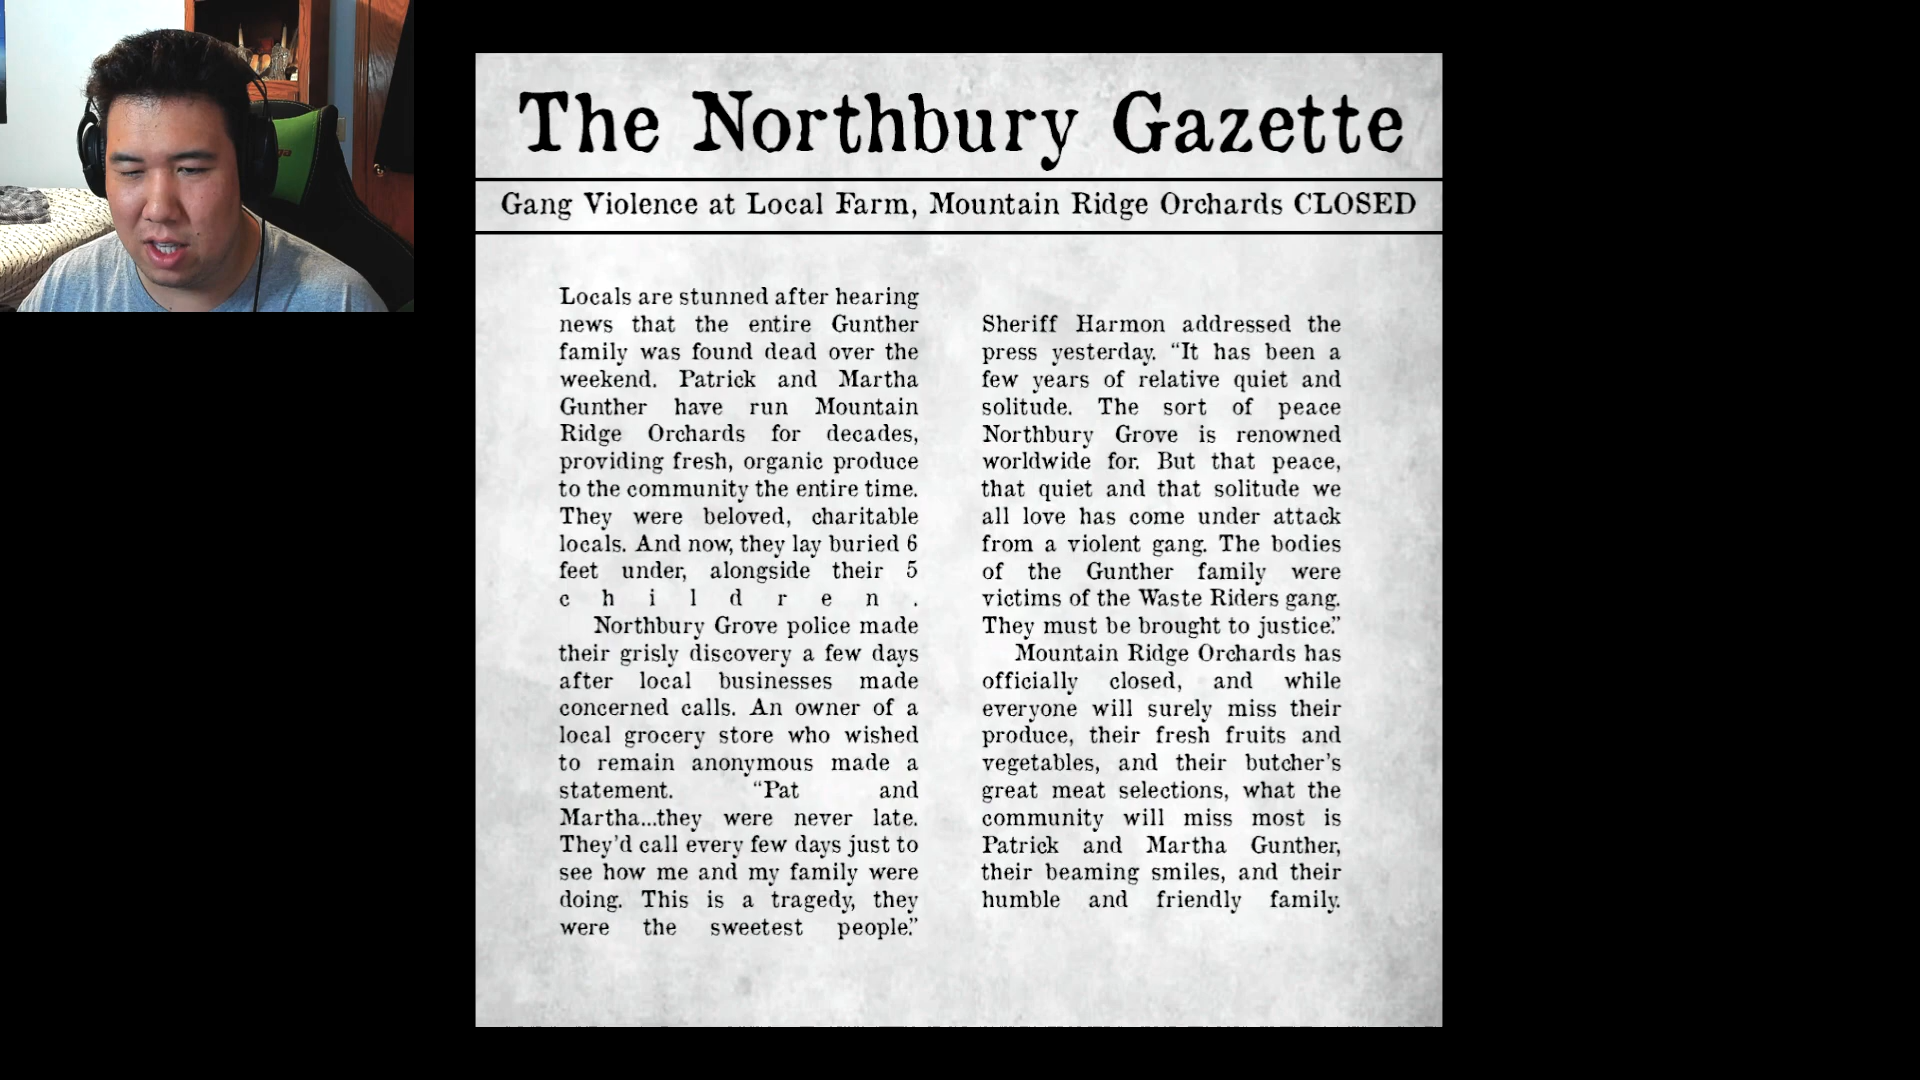 The Northbury Gazette
Gang Violence at Local Farm, Mountain Ridge Orchards CLOSED
Locals are stunned after hearing
news that the entire Gunther
family was found dead over the
weekend. Patrick and Martha
Gunther have run Mountain
Ridge Orchards for decades,
providing fresh, organic produce
to the community the entire time.
They were beloved, charitable
locals. And now, they lay buried 6
feet under, alongside their 5
c h i l d r e n .
Northbury Grove police made
their grisly discovery a few days
after local businesses made
concerned calls. An owner of a
local grocery store who wished
to remain anonymous made a
statement. “Pat and
Martha...they were never late.
They'd call every few days just to
see how me and my family were
doing. This is a tragedy, they
were the sweetest people.”
Sheriff Harmon addressed the
press yesterday. “It has been a
few years of relative quiet and
solitude. The sort of peace
Northbury Grove is renowned
worldwide for. But that peace,
that quiet and that solitude we
all love has come under attack
from a violent gang. The bodies
of the Gunther family were
victims of the Waste Riders gang.
They must be brought to justice.”
Mountain Ridge Orchards has
officially closed, and while
everyone will surely miss their
produce, their fresh fruits and
vegetables, and their butcher's
great meat selections, what the
community will miss most is
Patrick and Martha Gunther,
their beaming smiles, and their
humble and friendly family.